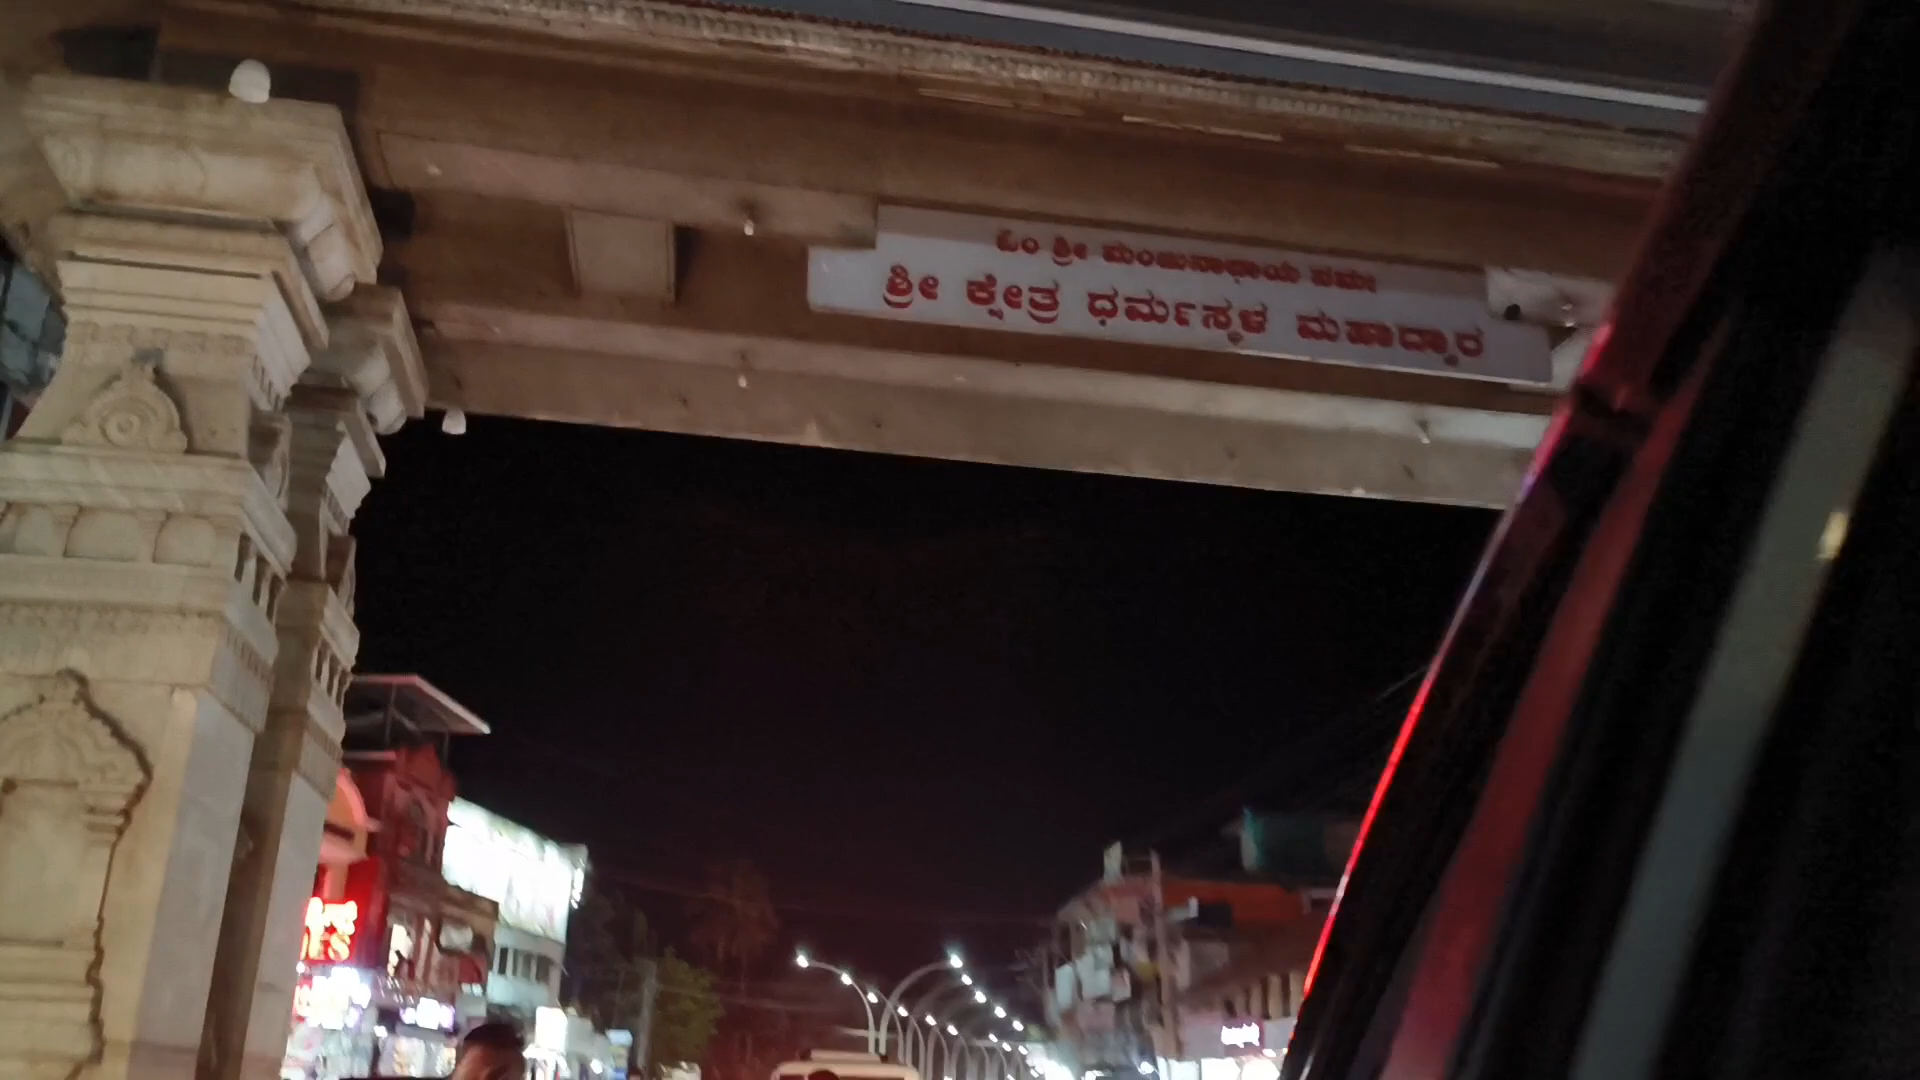 ಓಂ ಶ್ರೀ ಮಂಜುನಾಥಾಯ ನಮಃ
ಶ್ರೀ ಕ್ಷೇತ್ರ ಧರ್ಮಸ್ಥಳ ಮಹಾದ್ವಾರ